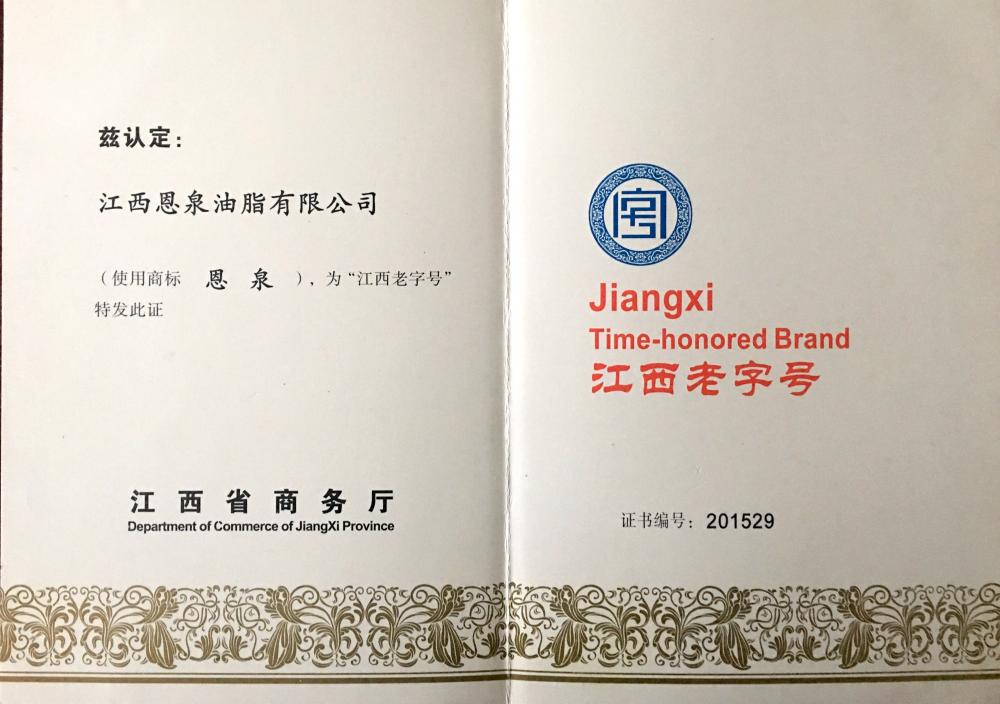 兹认定：
江西恩泉油脂有限公司
（使用商标 恩 泉 ），为“江西老字号”
特发此证
江西省商务厅
Department of Commerce of JiangXi Province
字号
Jiangxi
Time-honored Brand
江西老字号
证书编号：201529